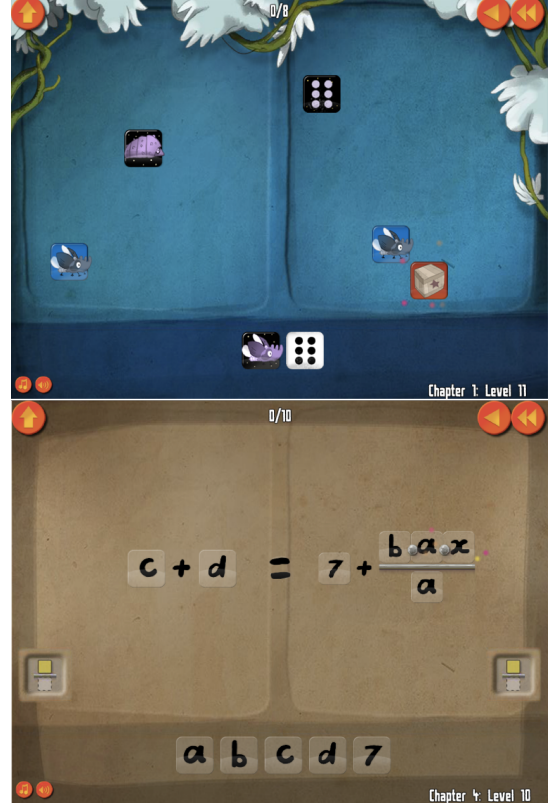 0/8
Chapter 1: Level 11
0/10
c + d = 7 + b · a · x
a
a b c d 7
Chapter 4: Level 10